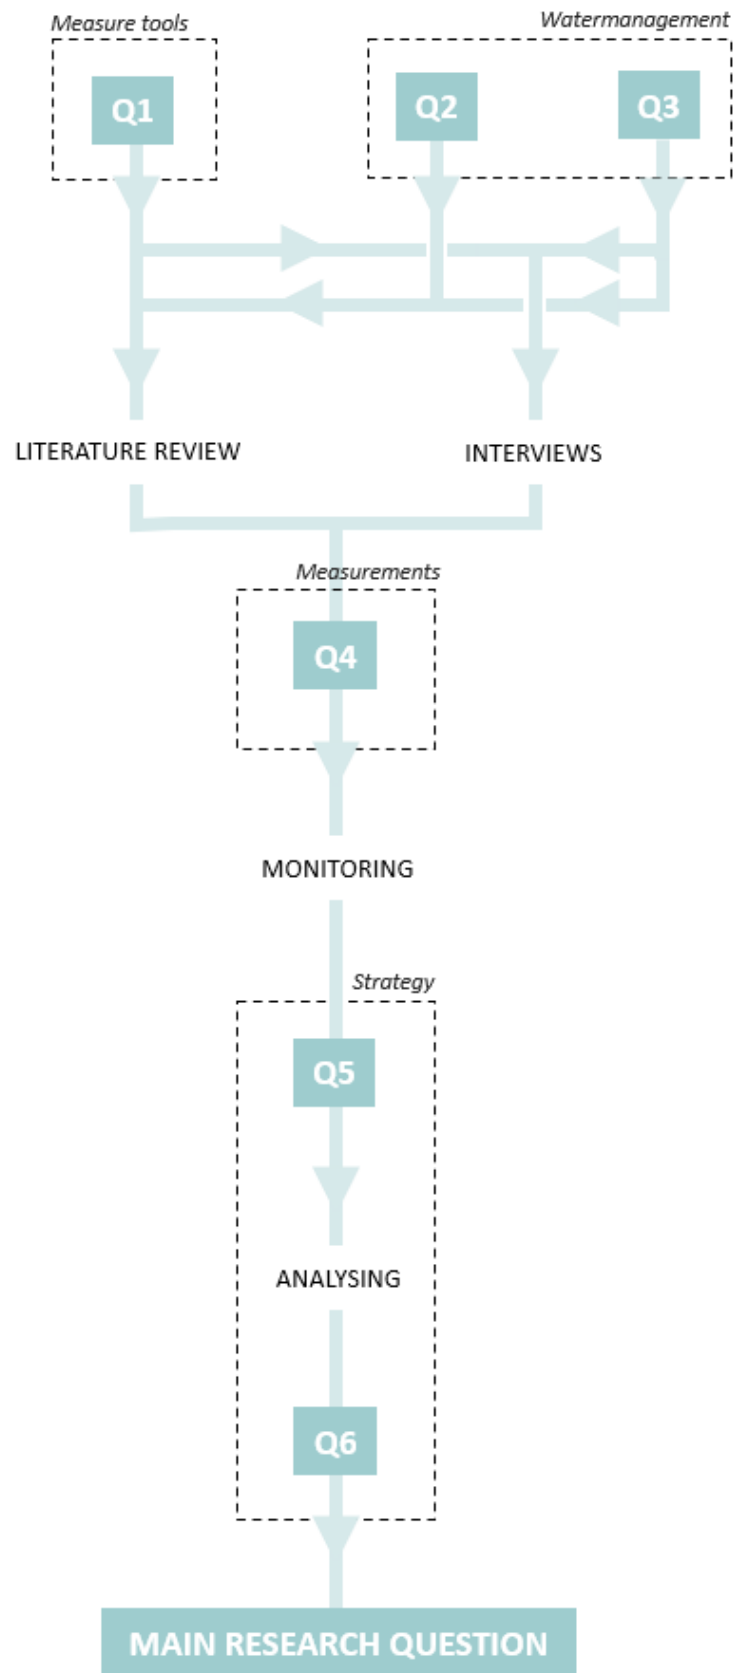 Measure tools
Watermanagement
Q1
Q2
Q3
LITERATURE REVIEW
INTERVIEWS
Measurements
Q4
MONITORING
Strategy
Q5
ANALYSING
Q6
MAIN RESEARCH QUESTION